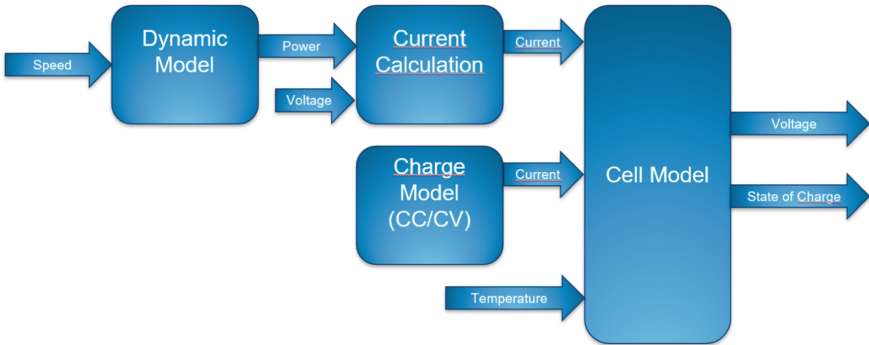 Speed
Dynamic
Model
Power
Voltage
Current
Calculation
Current
Charge
Model
(CC/CV)
Current
Temperature
Cell Model
Voltage
State of Charge